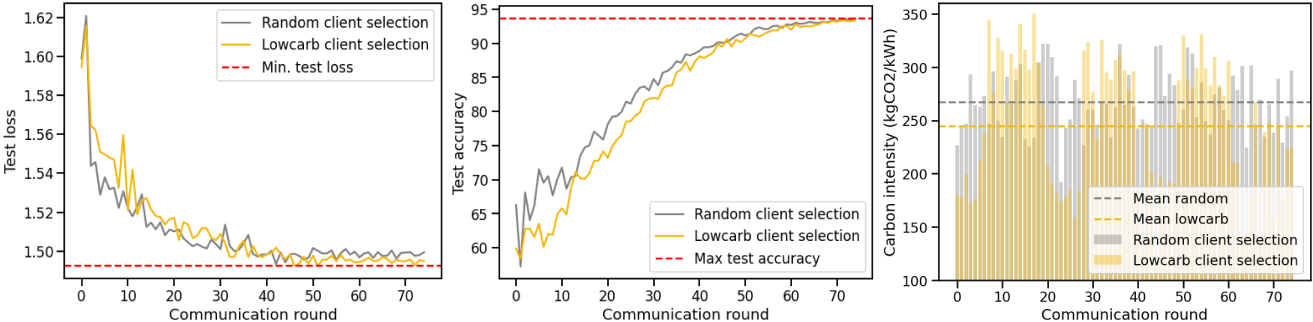 1.62
1.60
1.58
1.56
1.54
1.52
1.50
Test loss
Random client selection
Lowcarb client selection
Min. test loss
0 10 20 30 40 50 60 70
Communication round
95
90
85
80
75
70
65
60
Test accuracy
Random client selection
Lowcarb client selection
Max test accuracy
0 10 20 30 40 50 60 70
Communication round
350
300
250
200
150
100
Carbon intensity (kgCO2/kWh)
Mean random
Mean lowcarb
Random client selection
Lowcarb client selection
0 10 20 30 40 50 60 70
Communication round